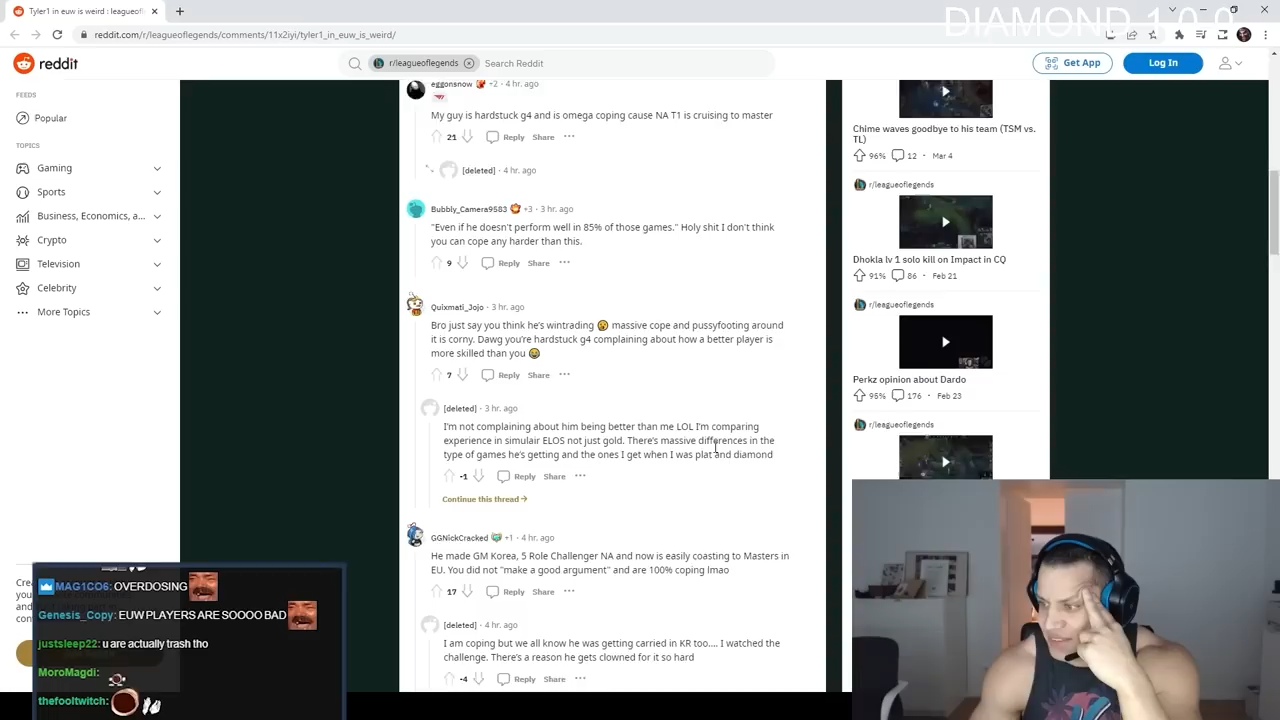 Tyler1 in euw is weird : leagueofl
DIAMOND 1 0 0
reddit.com/r/leagueoflegends/comments/11x2iyi/tyler1_in_euw_is_weird/
reddit
r/leagueoflegends
Search Reddit
Get App
Log In
FEEDS
Popular
TOPICS
Gaming
Sports
Business, Economics, a...
Crypto
Television
Celebrity
More Topics
eggonsnow +2 · 4 hr. ago
My guy is hardstuck g4 and is omega coping cause NA T1 is cruising to master
21 Reply Share ...
[deleted] · 4 hr. ago
Bubbly_Camera9583 +3 · 3 hr. ago
"Even if he doesn't perform well in 85% of those games." Holy shit I don't think
you can cope any harder than this.
9 Reply Share ...
Quixmati_Jojo · 3 hr. ago
Bro just say you think he's wintrading 😧 massive cope and pussyfooting around
it is corny. Dawg you're hardstuck g4 complaining about how a better player is
more skilled than you 😂
7 Reply Share ...
[deleted] · 3 hr. ago
I'm not complaining about him being better than me LOL I'm comparing
experience in simulair ELOS not just gold. There's massive differences in the
type of games he's getting and the ones I get when I was plat and diamond
-1 Reply Share ...
Continue this thread →
GGNickCracked +1 · 4 hr. ago
He made GM Korea, 5 Role Challenger NA and now is easily coasting to Masters in
EU. You did not "make a good argument" and are 100% coping lmao
17 Reply Share ...
[deleted] · 4 hr. ago
I am coping but we all know he was getting carried in KR too.... I watched the
challenge. There's a reason he gets clowned for it so hard
-4 Reply Share ...
Chime waves goodbye to his team (TSM vs.
TL)
96% 12 · Mar 4
r/leagueoflegends
Dhokla lv 1 solo kill on Impact in CQ
91% 86 · Feb 21
r/leagueoflegends
Perkz opinion about Dardo
95% 176 · Feb 23
r/leagueoflegends
MAG1CO6: OVERDOSING
Genesis_Copy: EUW PLAYERS ARE SOOOO BAD
justsleep22: u are actually trash tho
MoroMagdi:
thefooltwitch: